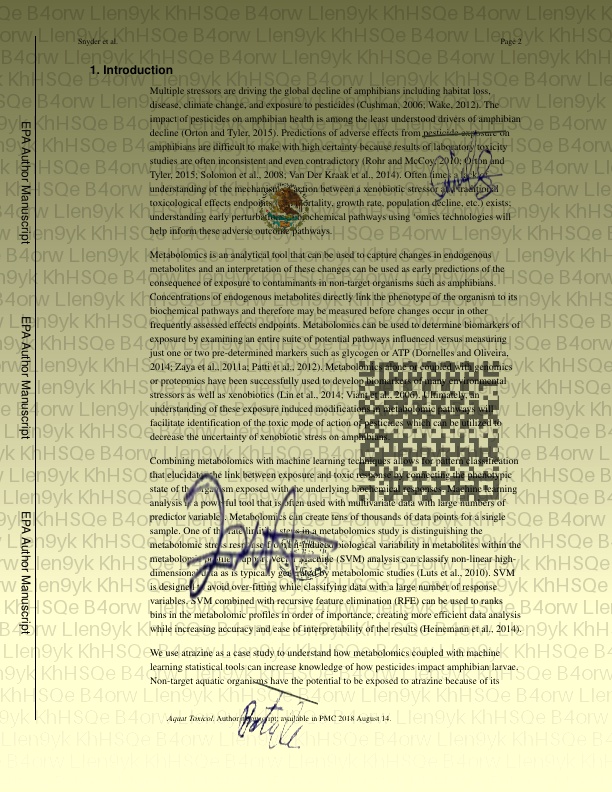 Snyder et al.
Page 2
1. Introduction
Multiple stressors are driving the global decline of amphibians including habitat loss,
disease, climate change, and exposure to pesticides (Cushman, 2006; Wake, 2012). The
impact of pesticides on amphibian health is among the least understood drivers of amphibian
decline (Orton and Tyler, 2015). Predictions of adverse effects from pesticide exposure on
amphibians are difficult to make with high certainty because results of laboratory toxicity
studies are often inconsistent and even contradictory (Rohr and McCoy, 2010; Orton and
Tyler, 2015; Solomon et al., 2008; Van Der Kraak et al., 2014). Often times a lack of
understanding of the mechanism of action between a xenobiotic stressor and traditional
toxicological effects endpoints (mortality, growth rate, population decline, etc.) exists;
understanding early perturbations in biochemical pathways using ‘omics technologies will
help inform these adverse outcome pathways.
Metabolomics is an analytical tool that can be used to capture changes in endogenous
metabolites and an interpretation of these changes can be used as early predictions of the
consequence of exposure to contaminants in non-target organisms such as amphibians.
Concentrations of endogenous metabolites directly link the phenotype of the organism to its
biochemical pathways and therefore may be measured before changes occur in other
frequently assessed effects endpoints. Metabolomics can be used to determine biomarkers of
exposure by examining an entire suite of potential pathways influenced versus measuring
just one or two pre-determined markers such as glycogen or ATP (Dornelles and Oliveira,
2014; Zaya et al., 2011a; Patti et al., 2012). Metabolomics alone or coupled with genomics
or proteomics have been successfully used to develop biomarkers of many environmental
stressors as well as xenobiotics (Lin et al., 2014; Viant et al., 2006). Ultimately, an
understanding of these exposure induced modifications in metabolomic pathways will
facilitate identification of the toxic mode of action of pesticides which can be utilized to
decrease the uncertainty of xenobiotic stress on amphibians.
Combining metabolomics with machine learning techniques allows for pattern classification
that elucidates the link between exposure and toxic response by connecting the phenotypic
state of the organism exposed with the underlying biochemical responses. Machine learning
analysis is a powerful tool that is often used with multivariate data with large numbers of
predictor variables. Metabolomics can create tens of thousands of data points for a single
sample. One of the rate limiting steps in a metabolomics study is distinguishing the
metabolomic stress response from innate biological variability in metabolites within the
metabolomic profile. Support vector machine (SVM) analysis can classify non-linear high-
dimensional data as is typically generated by metabolomic studies (Luts et al., 2010). SVM
is designed to avoid over-fitting while classifying data with a large number of response
variables. SVM combined with recursive feature elimination (RFE) can be used to ranks
bins in the metabolomic profiles in order of importance, creating more efficient data analysis
while increasing accuracy and ease of interpretability of the results (Heinemann et al., 2014).
We use atrazine as a case study to understand how metabolomics coupled with machine
learning statistical tools can increase knowledge of how pesticides impact amphibian larvae.
Non-target aquatic organisms have the potential to be exposed to atrazine because of its
Aquat Toxicol. Author manuscript; available in PMC 2018 August 14.
EPA Author Manuscript
EPA Author Manuscript
EPA Author Manuscript
KhHSQe B4orw Llen9yk